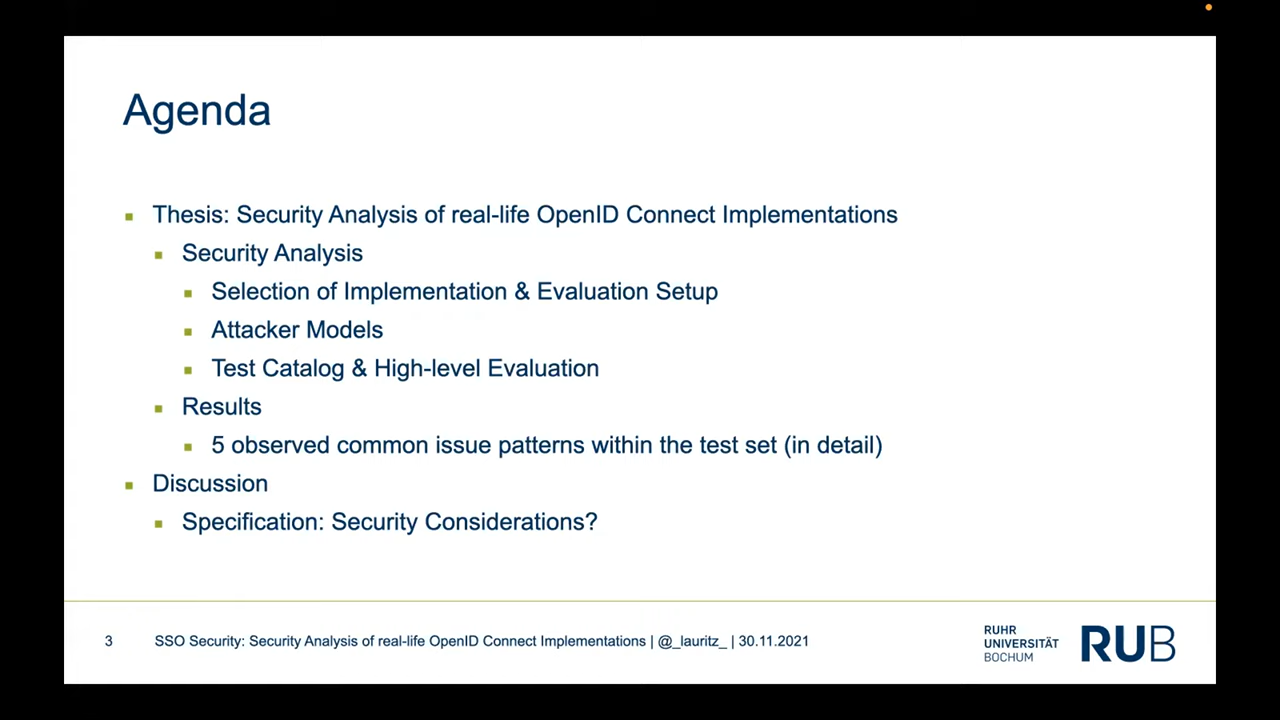 Agenda
Thesis: Security Analysis of real-life OpenID Connect Implementations
Security Analysis
Selection of Implementation & Evaluation Setup
Attacker Models
Test Catalog & High-level Evaluation
Results
5 observed common issue patterns within the test set (in detail)
Discussion
Specification: Security Considerations?
3 SSO Security: Security Analysis of real-life OpenID Connect Implementations | @_lauritz_ | 30.11.2021
RUHR
UNIVERSITÄT
BOCHUM
RUB